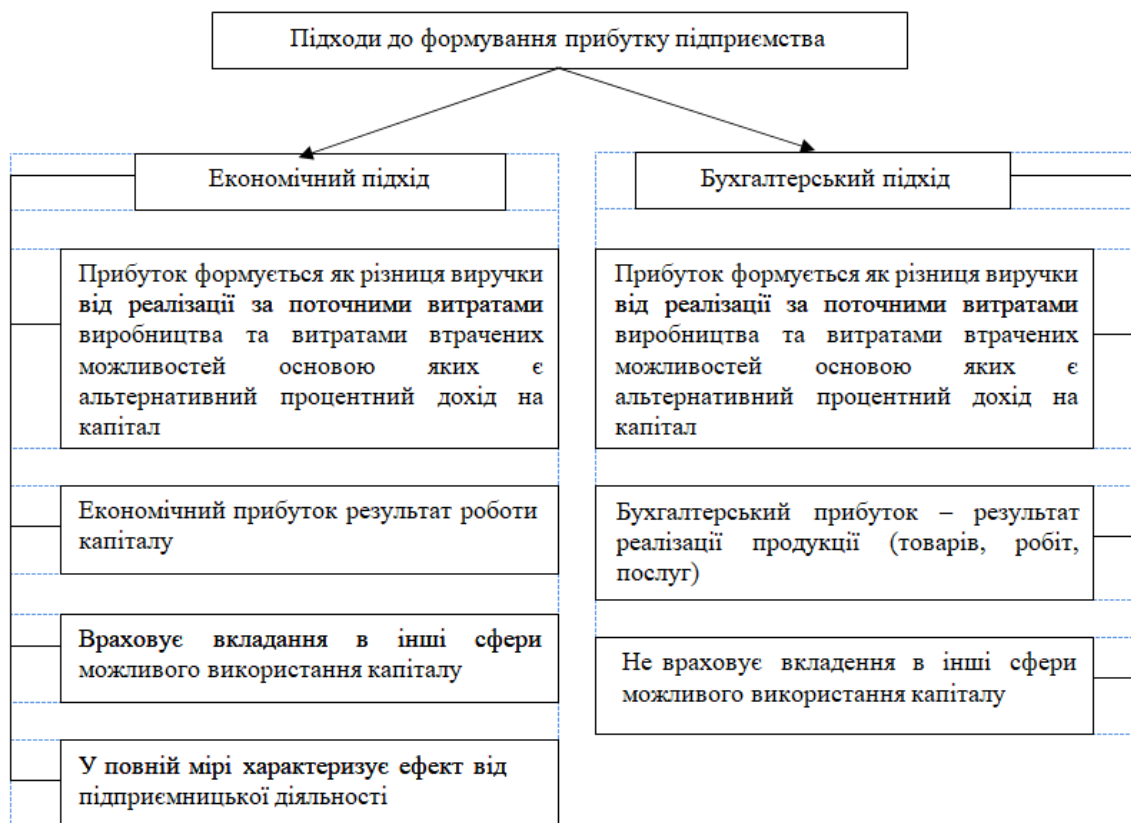 Підходи до формування прибутку підприємства
Економічний підхід
Прибуток формується як різниця виручки
від реалізації за поточними витратами
виробництва та витратами втрачених
можливостей основою яких є
альтернативний процентний дохід на
капітал
Економічний прибуток результат роботи
капіталу
Враховує вкладання в інші сфери
можливого використання капіталу
У повній мірі характеризує ефект від
підприємницької діяльності
Бухгалтерський підхід
Прибуток формується як різниця виручки
від реалізації за поточними витратами
виробництва та витратами втрачених
можливостей основою яких є
альтернативний процентний дохід на
капітал
Бухгалтерський прибуток – результат
реалізації продукції (товарів, робіт,
послуг)
Не враховує вкладення в інші сфери
можливого використання капіталу